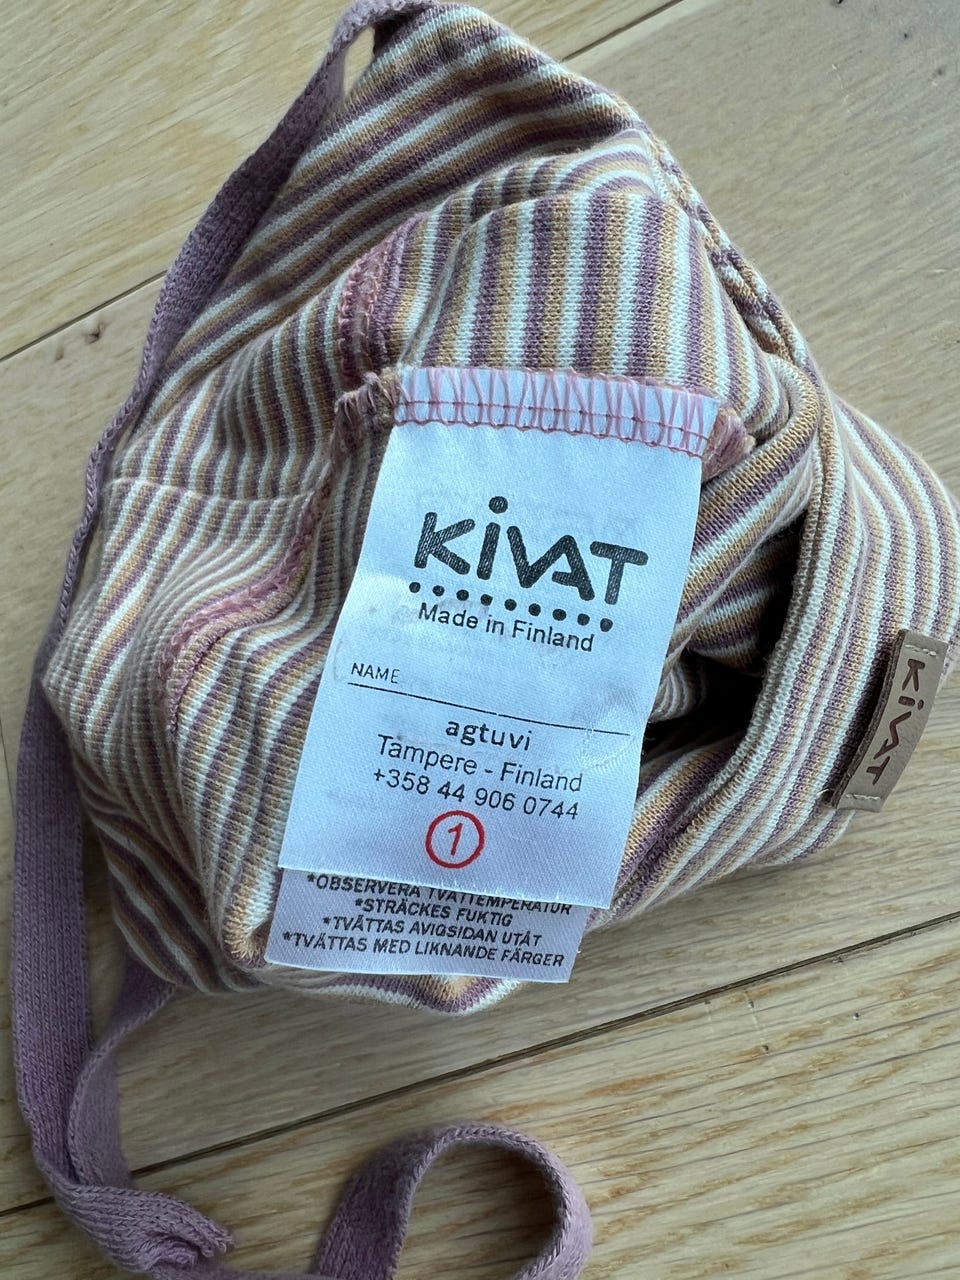 KiVAT
Made in Finland
NAME
agtuvi
Tampere - Finland
+358 44 906 0744
1
*OBSERVERA TVÄTTEMPERATUR
*STRÄCKES FUKTIG
*TVÄTTAS AVIGSIDAN UTÅT
*TVÄTTAS MED LIKNANDE FÄRGER
KiVAT